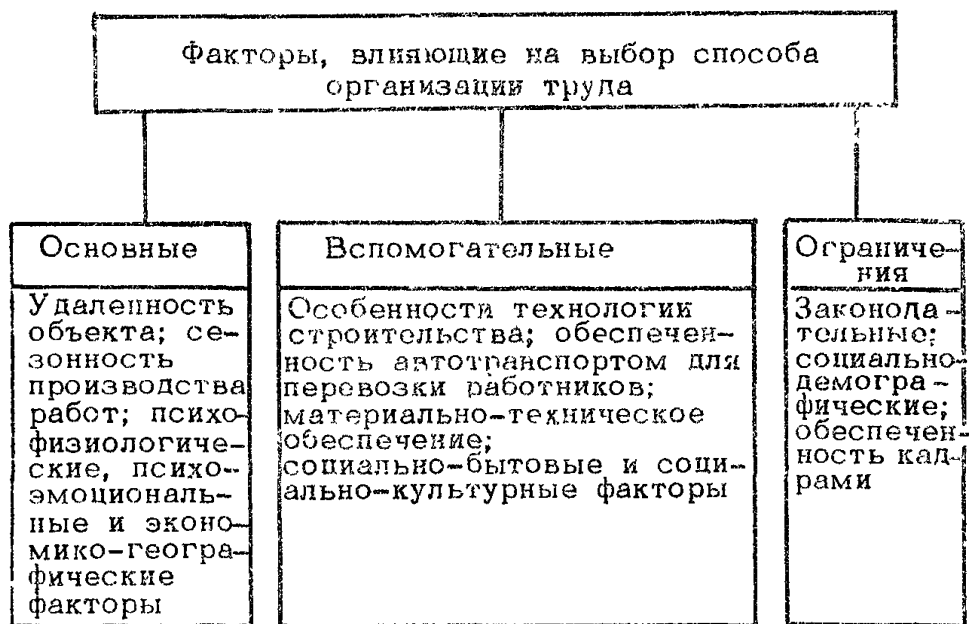 Факторы, влияющие на выбор способа
организации труда
Основные
Удаленность
объекта; се-
зонность
производства
работ; психо-
физиологиче-
ские, психо-
эмоциональ-
ные и эконо-
мико-геогра-
фические
факторы
Вспомогательные
Особенности технологии
строительства; обеспечен-
ность автотранспортом для
перевозки работников;
материально-техническое
обеспечение;
социально-бытовые и соци-
ально-культурные факторы
Ограниче-
ния
Законода-
тельные;
социально-
демогра-
фические;
обеспечен-
ность кад-
рами